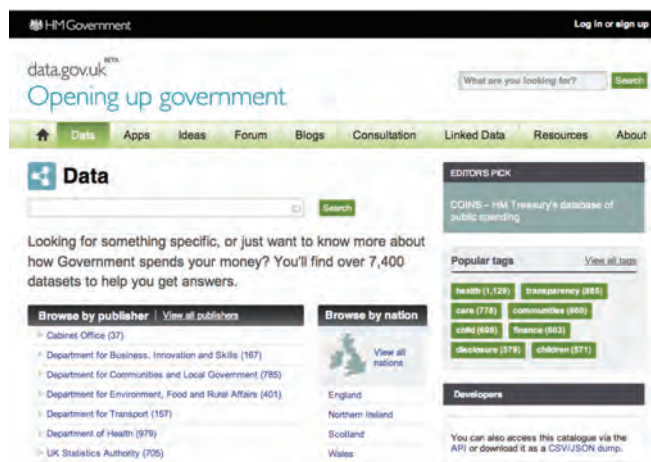 HM Government
Log in or sign up
data.gov.uk BETA
Opening up government
What are you looking for?
Search
Data
Apps
Ideas
Forum
Blogs
Consultation
Linked Data
Resources
About
Data
Search
Looking for something specific, or just want to know more about
how Government spends your money? You'll find over 7,400
datasets to help you get answers.
Browse by publisher | View all publishers
Cabinet Office (37)
Department for Business, Innovation and Skills (167)
Department for Communities and Local Government (785)
Department for Environment, Food and Rural Affairs (401)
Department for Transport (157)
Department of Health (979)
UK Statistics Authority (705)
Browse by nation
View all
nations
England
Northern Ireland
Scotland
Wales
EDITOR'S PICK
COINS – HM Treasury's database of
public spending
Popular tags
View all tags
health (1,129)
transparency (885)
care (778)
communities (660)
child (608)
finance (602)
disclosure (579)
children (571)
Developers
You can also access this catalogue via the
API or download it as a CSV/JSON dump.